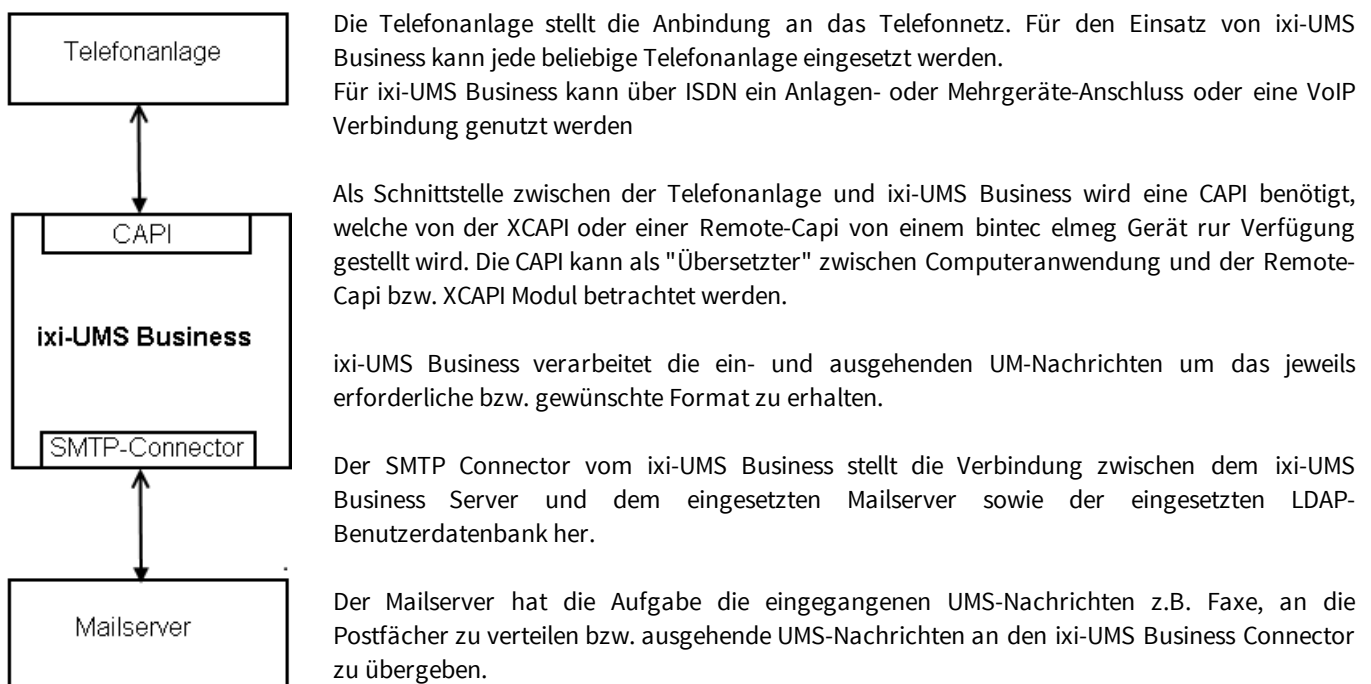 Telefonanlage
CAPI
ixi-UMS Business
SMTP-Connector
Mailserver
Die Telefonanlage stellt die Anbindung an das Telefonnetz. Für den Einsatz von ixi-UMS
Business kann jede beliebige Telefonanlage eingesetzt werden.
Für ixi-UMS Business kann über ISDN ein Anlagen- oder Mehrgeräte-Anschluss oder eine VoIP
Verbindung genutzt werden
Als Schnittstelle zwischen der Telefonanlage und ixi-UMS Business wird eine CAPI benötigt,
welche von der XCAPI oder einer Remote-Capi von einem bintec elmeg Gerät rur Verfügung
gestellt wird. Die CAPI kann als "Übersetzter" zwischen Computeranwendung und der Remote-
Capi bzw. XCAPI Modul betrachtet werden.
ixi-UMS Business verarbeitet die ein- und ausgehenden UM-Nachrichten um das jeweils
erforderliche bzw. gewünschte Format zu erhalten.
Der SMTP Connector vom ixi-UMS Business stellt die Verbindung zwischen dem ixi-UMS
Business Server und dem eingesetzten Mailserver sowie der eingesetzten LDAP-
Benutzerdatenbank her.
Der Mailserver hat die Aufgabe die eingegangenen UMS-Nachrichten z.B. Faxe, an die
Postfächer zu verteilen bzw. ausgehende UMS-Nachrichten an den ixi-UMS Business Connector
zu übergeben.